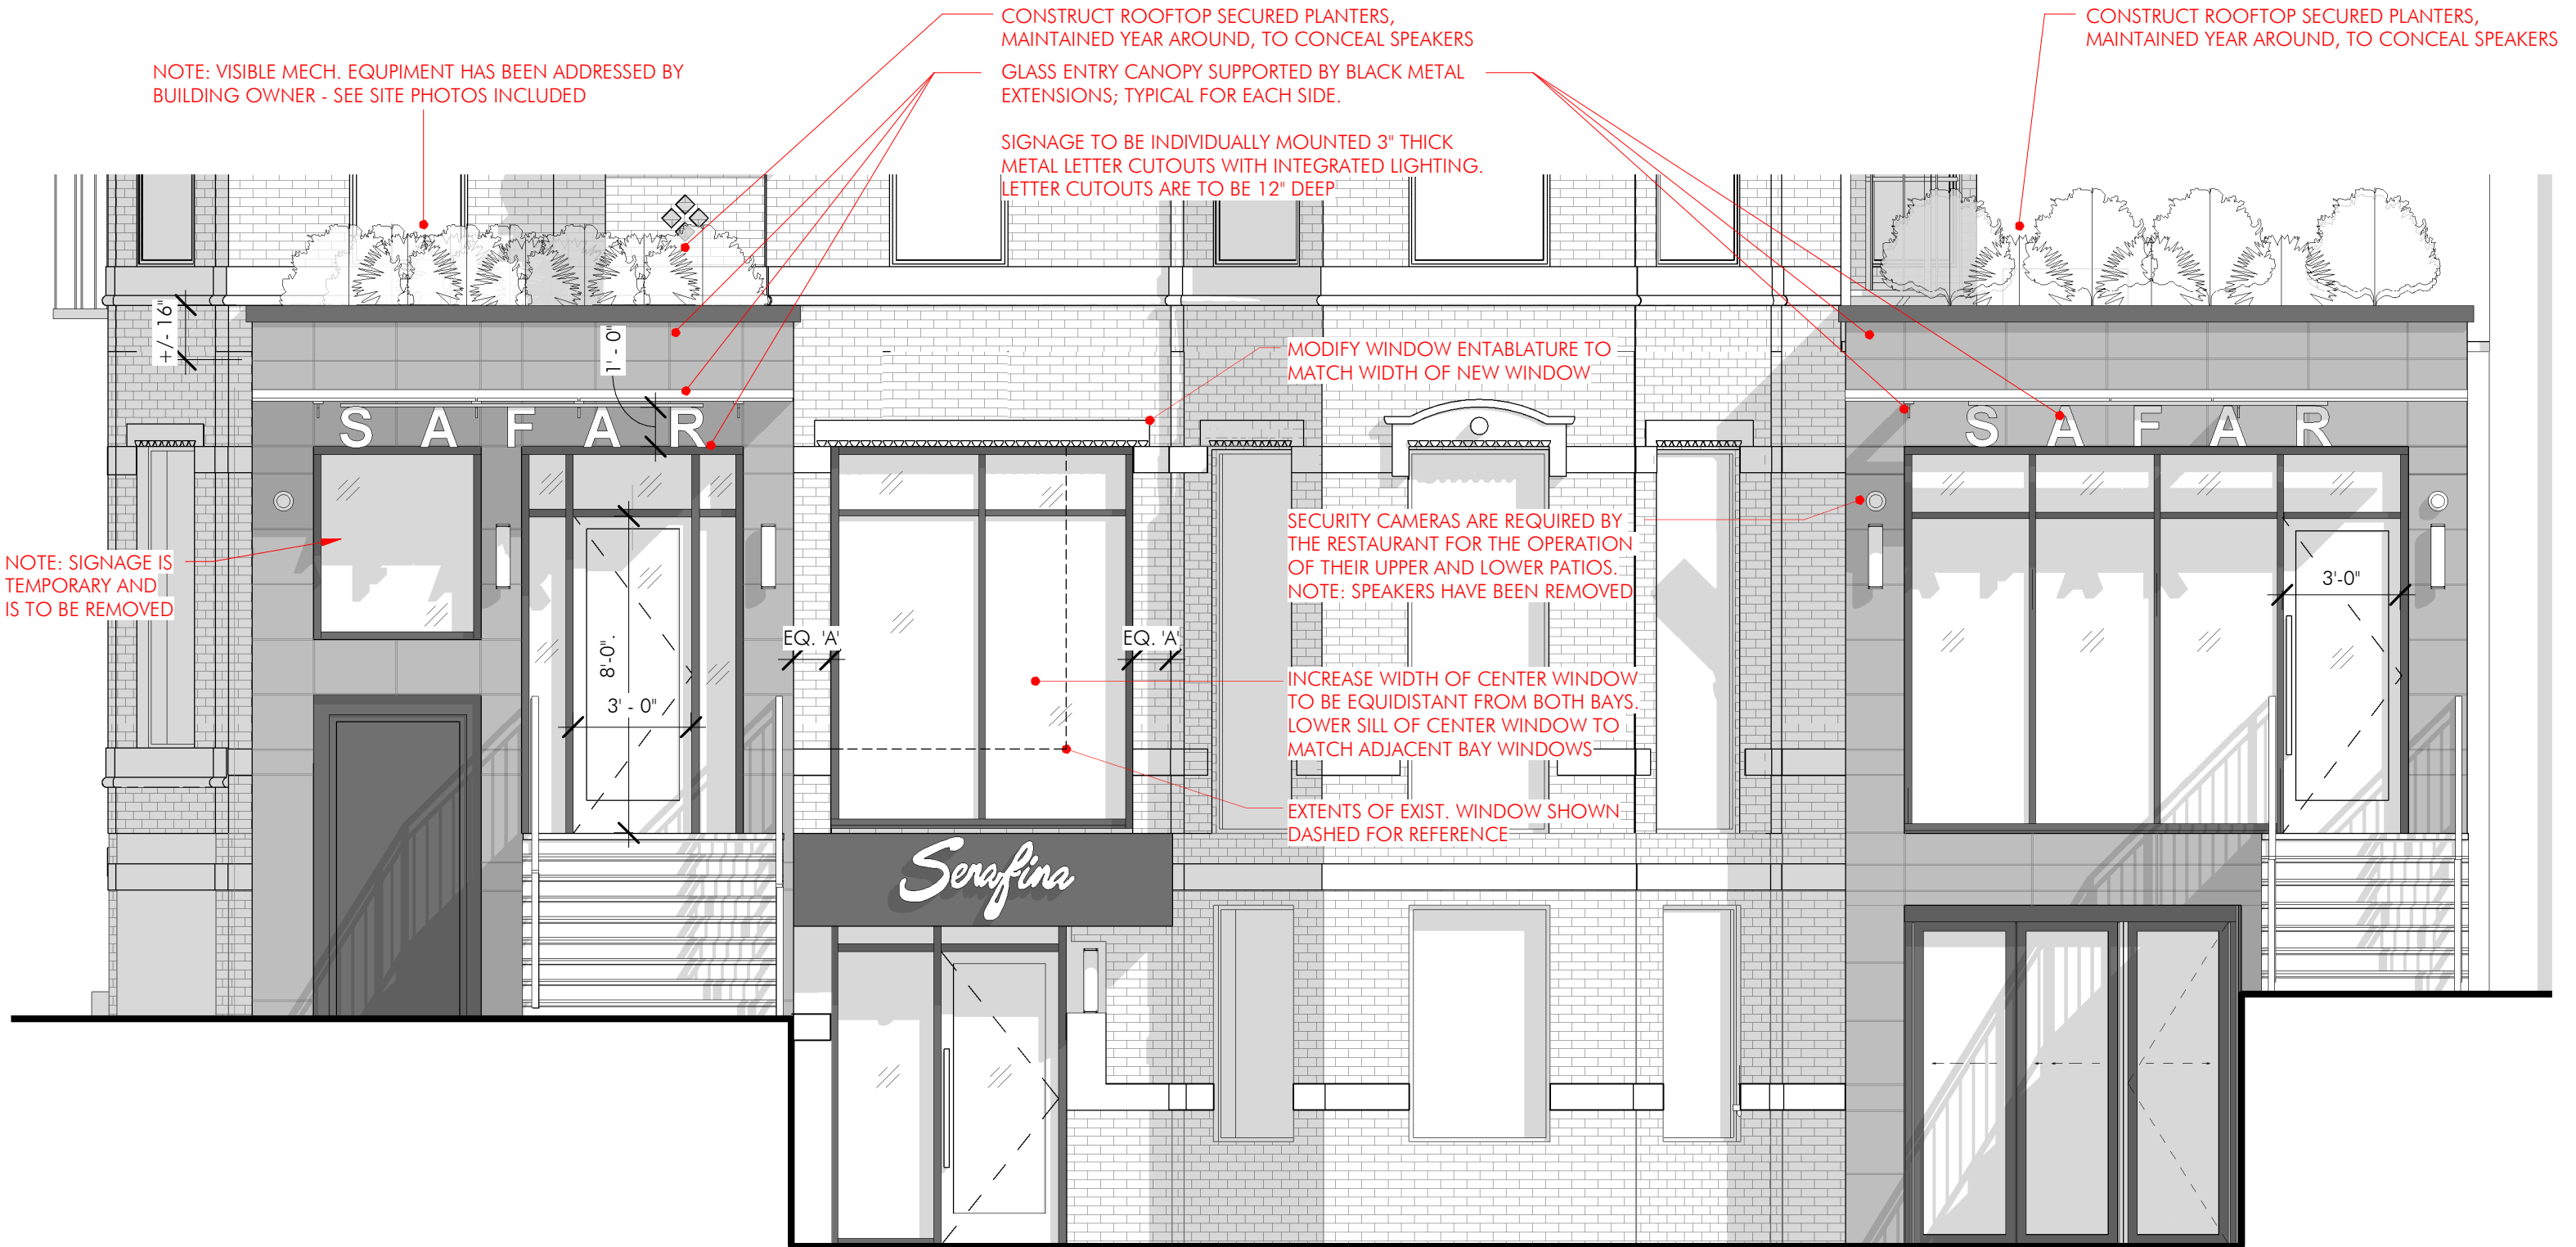 CONSTRUCT ROOFTOP SECURED PLANTERS,
MAINTAINED YEAR AROUND, TO CONCEAL SPEAKERS
CONSTRUCT ROOFTOP SECURED PLANTERS,
MAINTAINED YEAR AROUND, TO CONCEAL SPEAKERS
NOTE: VISIBLE MECH. EQUPIMENT HAS BEEN ADDRESSED BY
BUILDING OWNER - SEE SITE PHOTOS INCLUDED
GLASS ENTRY CANOPY SUPPORTED BY BLACK METAL
EXTENSIONS; TYPICAL FOR EACH SIDE.
SIGNAGE TO BE INDIVIDUALLY MOUNTED 3" THICK
METAL LETTER CUTOUTS WITH INTEGRATED LIGHTING.
LETTER CUTOUTS ARE TO BE 12" DEEP
+/- 16"
1' - 0"
MODIFY WINDOW ENTABLATURE TO
MATCH WIDTH OF NEW WINDOW
SAFAR
SAFAR
SECURITY CAMERAS ARE REQUIRED BY
THE RESTAURANT FOR THE OPERATION
OF THEIR UPPER AND LOWER PATIOS.
NOTE: SPEAKERS HAVE BEEN REMOVED
NOTE: SIGNAGE IS
TEMPORARY AND
IS TO BE REMOVED
3'-0"
8'-0".
3' - 0"
EQ. 'A'
EQ. 'A'
INCREASE WIDTH OF CENTER WINDOW
TO BE EQUIDISTANT FROM BOTH BAYS.
LOWER SILL OF CENTER WINDOW TO
MATCH ADJACENT BAY WINDOWS
EXTENTS OF EXIST. WINDOW SHOWN
DASHED FOR REFERENCE
Serafina